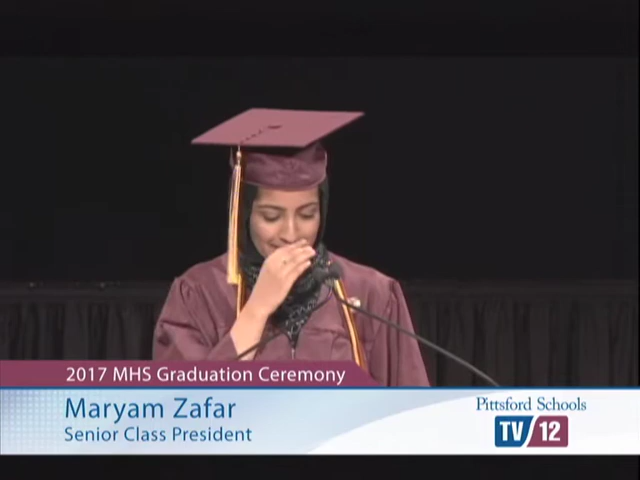 2017 MHS Graduation Ceremony
Maryam Zafar
Senior Class President
Pittsford Schools
TV 12